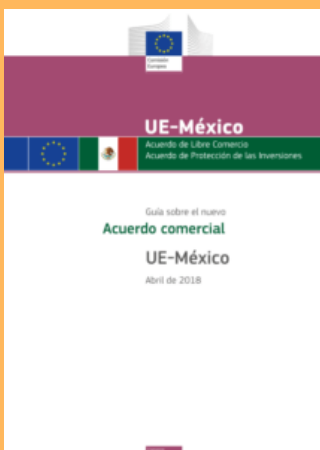 Comisión
Europea
UE-México
Acuerdo de Libre Comercio
Acuerdo de Protección de las Inversiones
Guía sobre el nuevo
Acuerdo comercial
UE-México
Abril de 2018